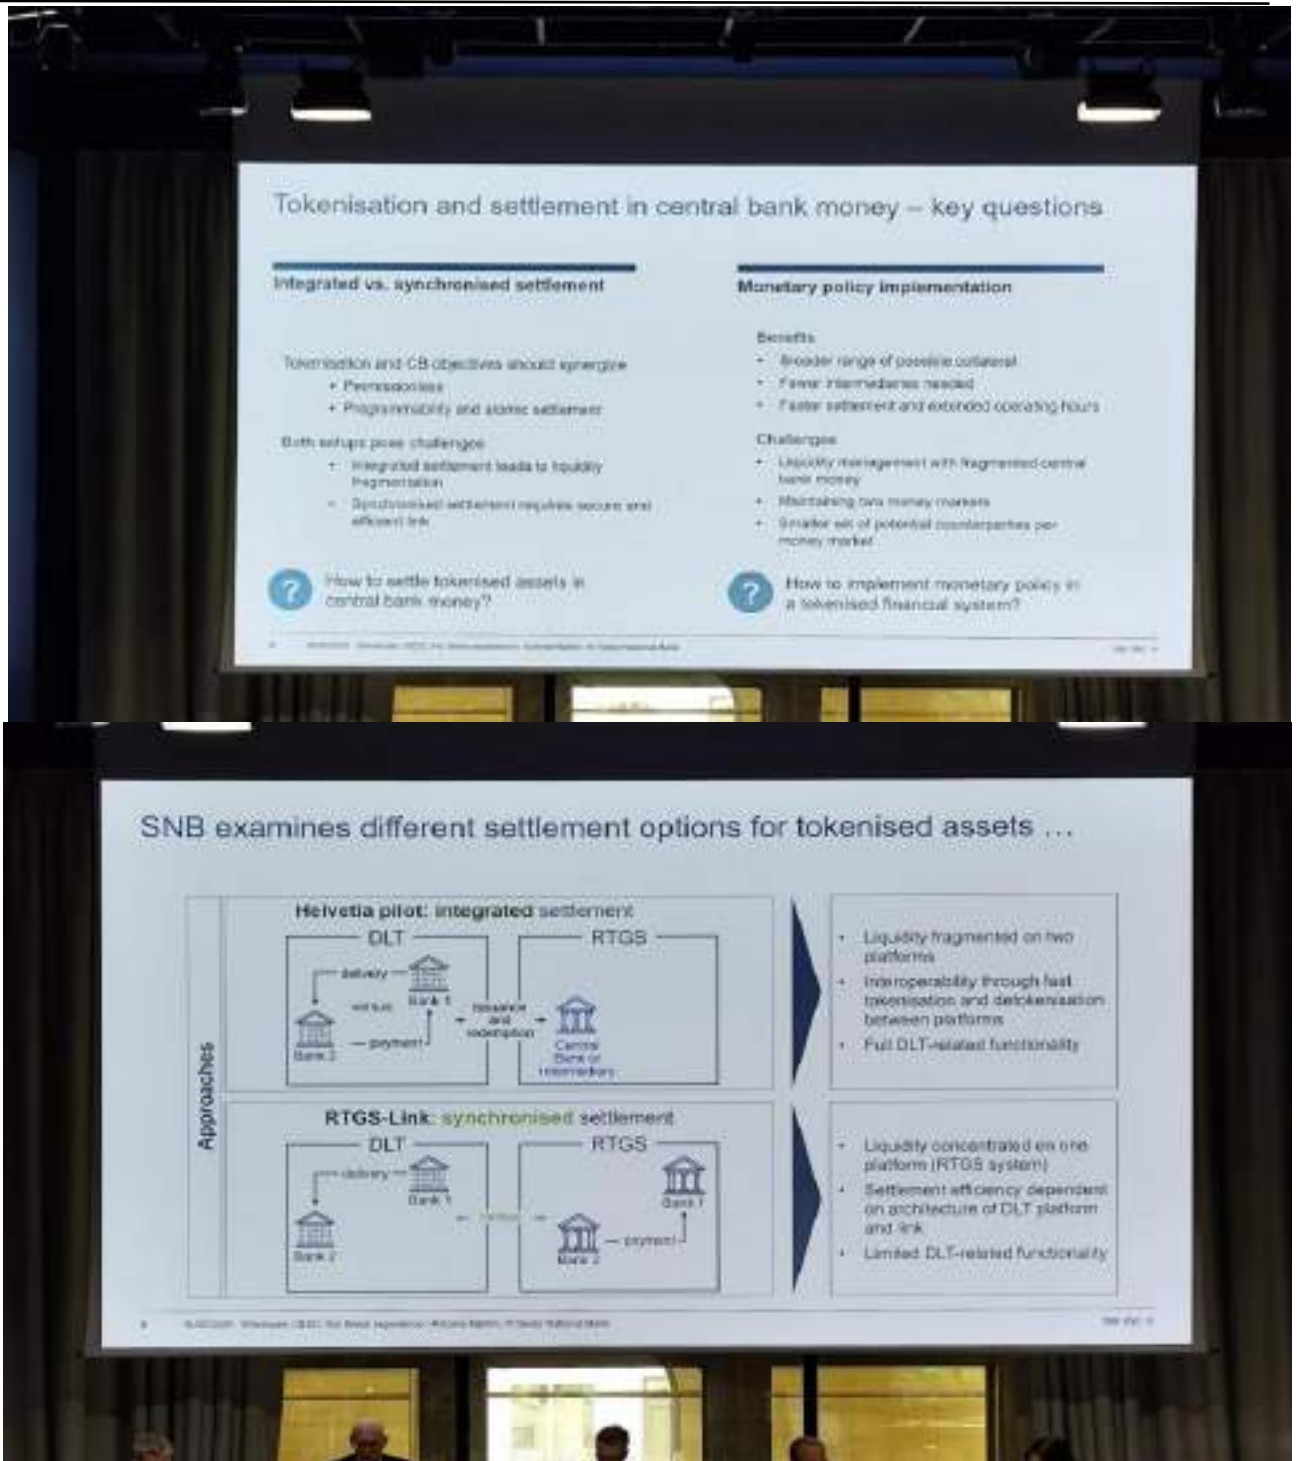 Tokenisation and settlement in central bank money – key questions
Integrated vs. synchronised settlement
Tokenisation and CB objectives should synergise
• Permissionless
• Programmability and atomic settlement
Both setups pose challenges
• Integrated settlement leads to liquidity
fragmentation
• Synchronised settlement requires secure and
efficient link
? How to settle tokenised assets in
central bank money?
Monetary policy implementation
Benefits
• Broader range of possible collateral
• Fewer intermediaries needed
• Faster settlement and extended operating hours
Challenges
• Liquidity management with fragmented central
bank money
• Maintaining two money markets
• Smaller set of potential counterparties per
money market
? How to implement monetary policy in
a tokenised financial system?
SNB examines different settlement options for tokenised assets …
Approaches
Helvetia pilot: integrated settlement
DLT
RTGS
delivery
Bank 1
versus
payment
Bank 2
Issuance
and
redemption
Central
Bank or
Intermediary
• Liquidity fragmented on two
platforms
• Interoperability through fast
tokenisation and detokenisation
between platforms
• Full DLT-related functionality
RTGS-Link: synchronised settlement
DLT
RTGS
delivery
Bank 1
Bank 2
versus
Bank 1
payment
Bank 2
• Liquidity concentrated on one
platform (RTGS system)
• Settlement efficiency dependent
on architecture of DLT platform
and link
• Limited DLT-related functionality